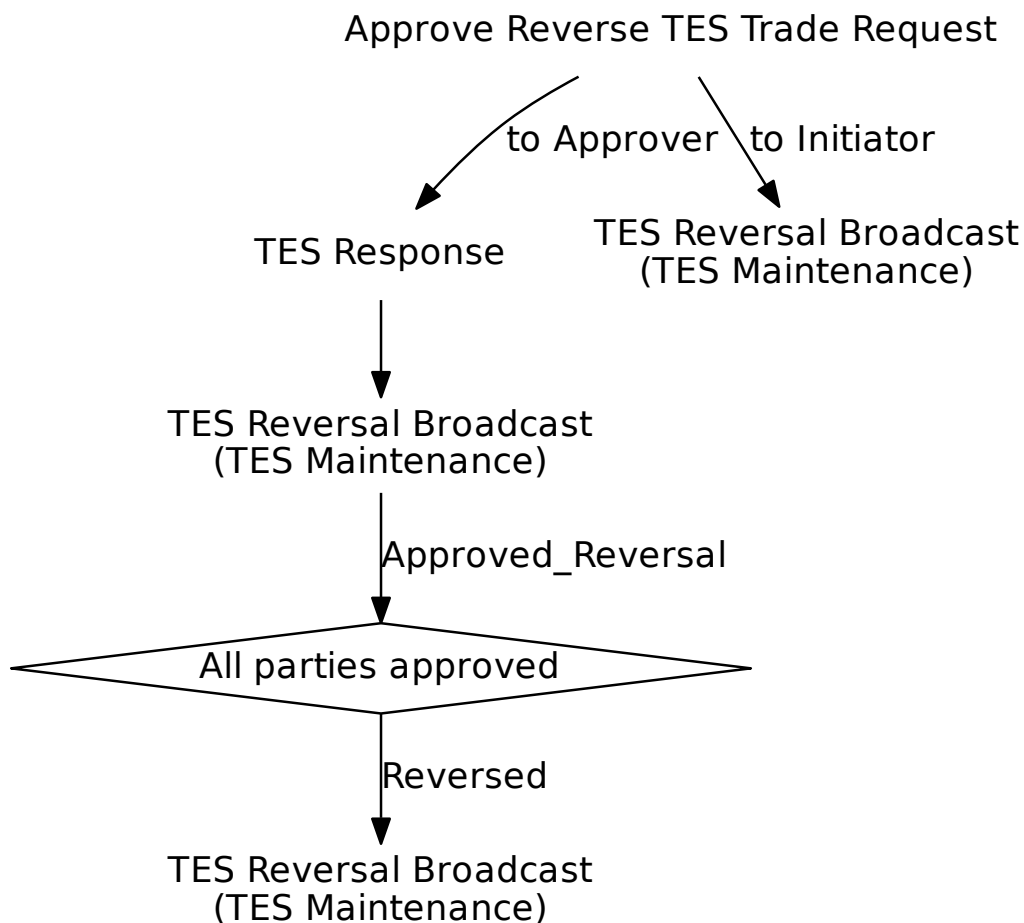 Approve Reverse TES Trade Request
to Approver
to Initiator
TES Response
TES Reversal Broadcast
(TES Maintenance)
TES Reversal Broadcast
(TES Maintenance)
Approved_Reversal
All parties approved
Reversed
TES Reversal Broadcast
(TES Maintenance)